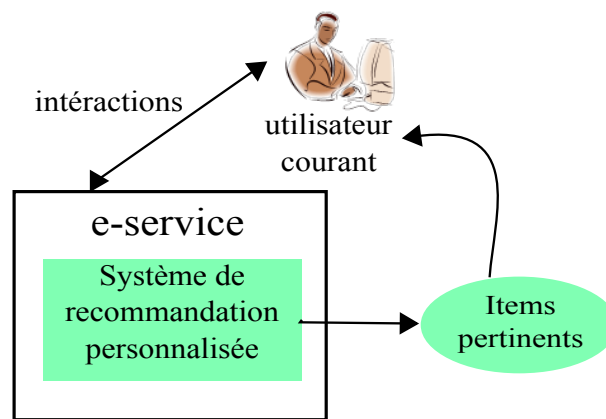 intéractions
utilisateur
courant
e-service
Système de
recommandation
personnalisée
Items
pertinents